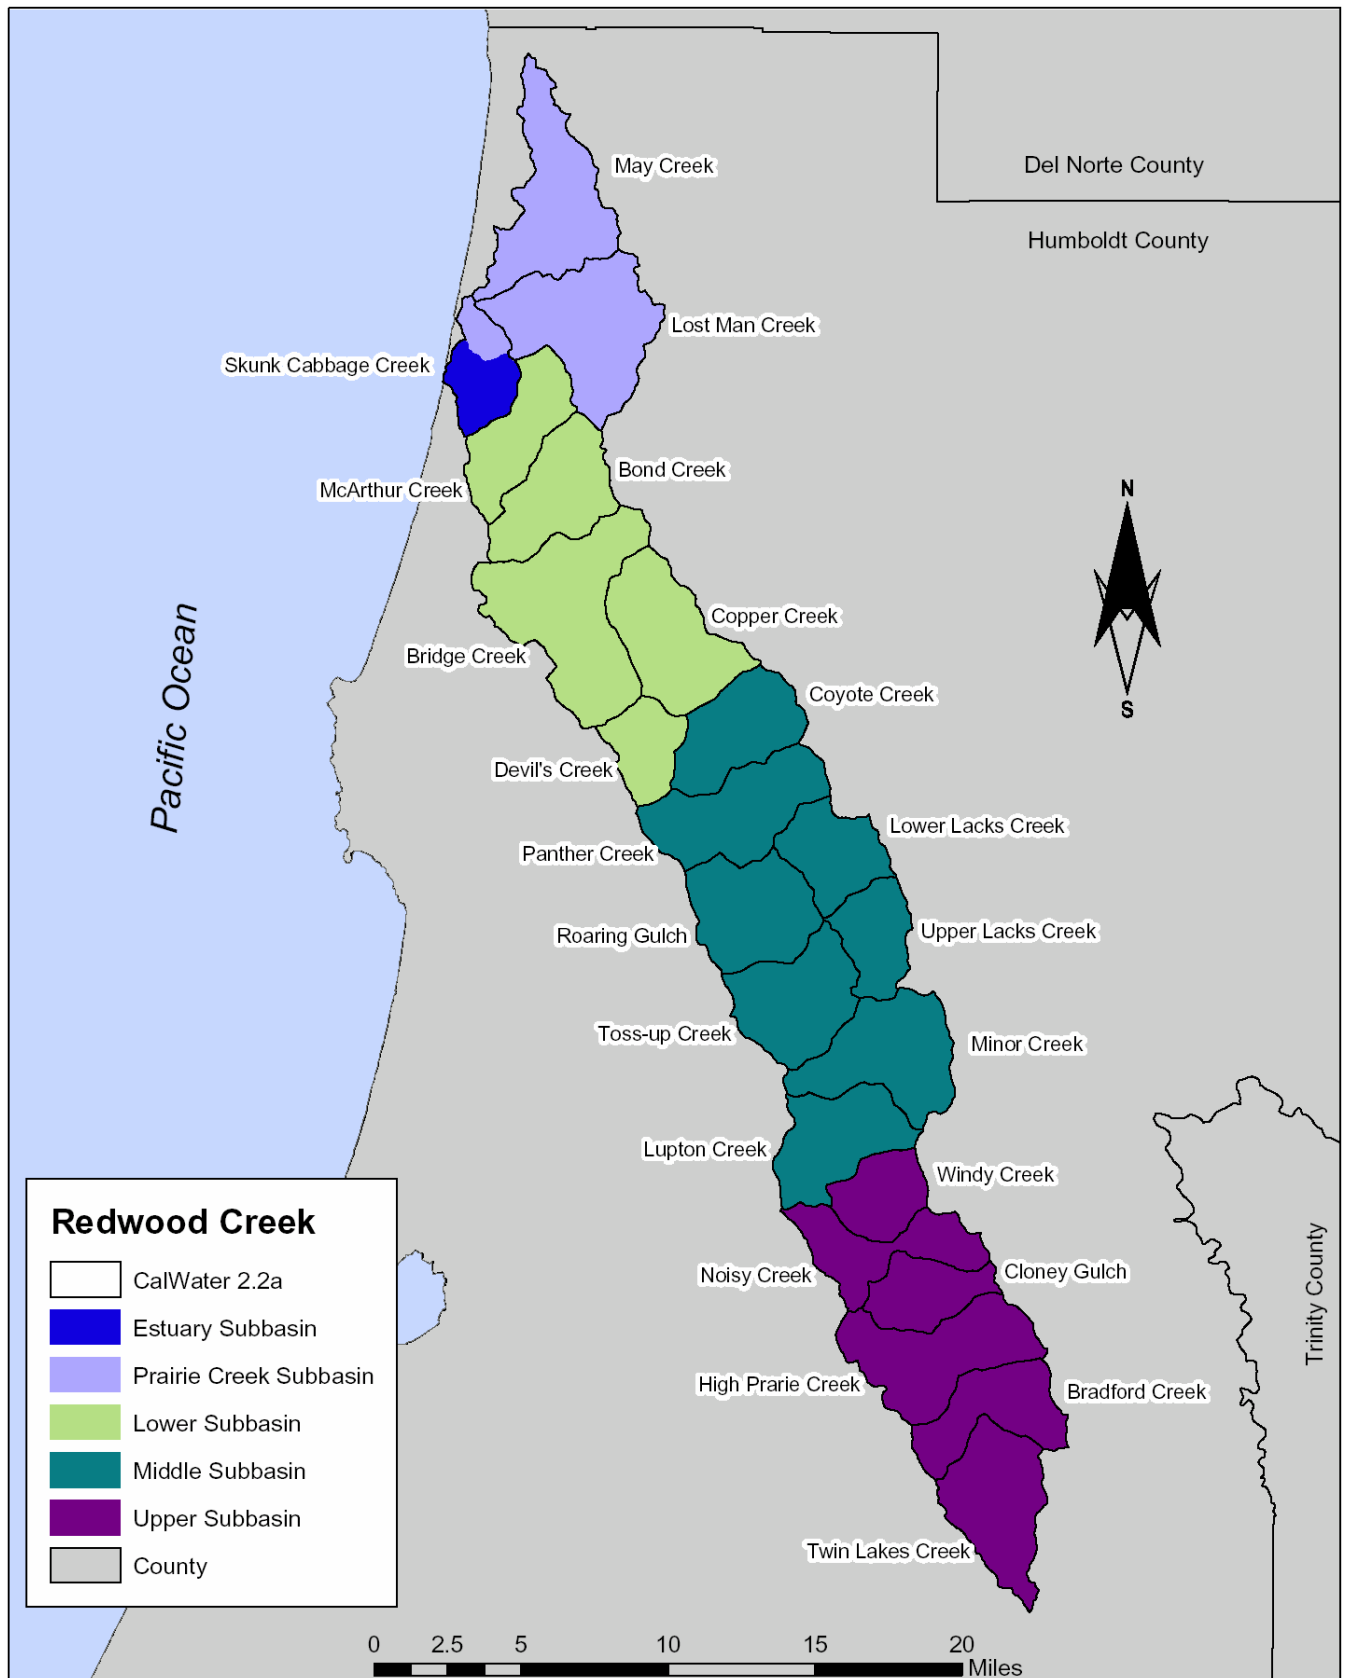 May Creek
Del Norte County
Humboldt County
Lost Man Creek
Skunk Cabbage Creek
Bond Creek
McArthur Creek
N
Copper Creek
Bridge Creek
Pacific Ocean
Coyote Creek
S
Devil's Creek
Lower Lacks Creek
Panther Creek
Upper Lacks Creek
Roaring Gulch
Toss-up Creek
Minor Creek
Lupton Creek
Windy Creek
Noisy Creek
Cloney Gulch
Trinity County
High Prarie Creek
Bradford Creek
Twin Lakes Creek
Redwood Creek
CalWater 2.2a
Estuary Subbasin
Prairie Creek Subbasin
Lower Subbasin
Middle Subbasin
Upper Subbasin
County
0 2.5 5 10 15 20
Miles